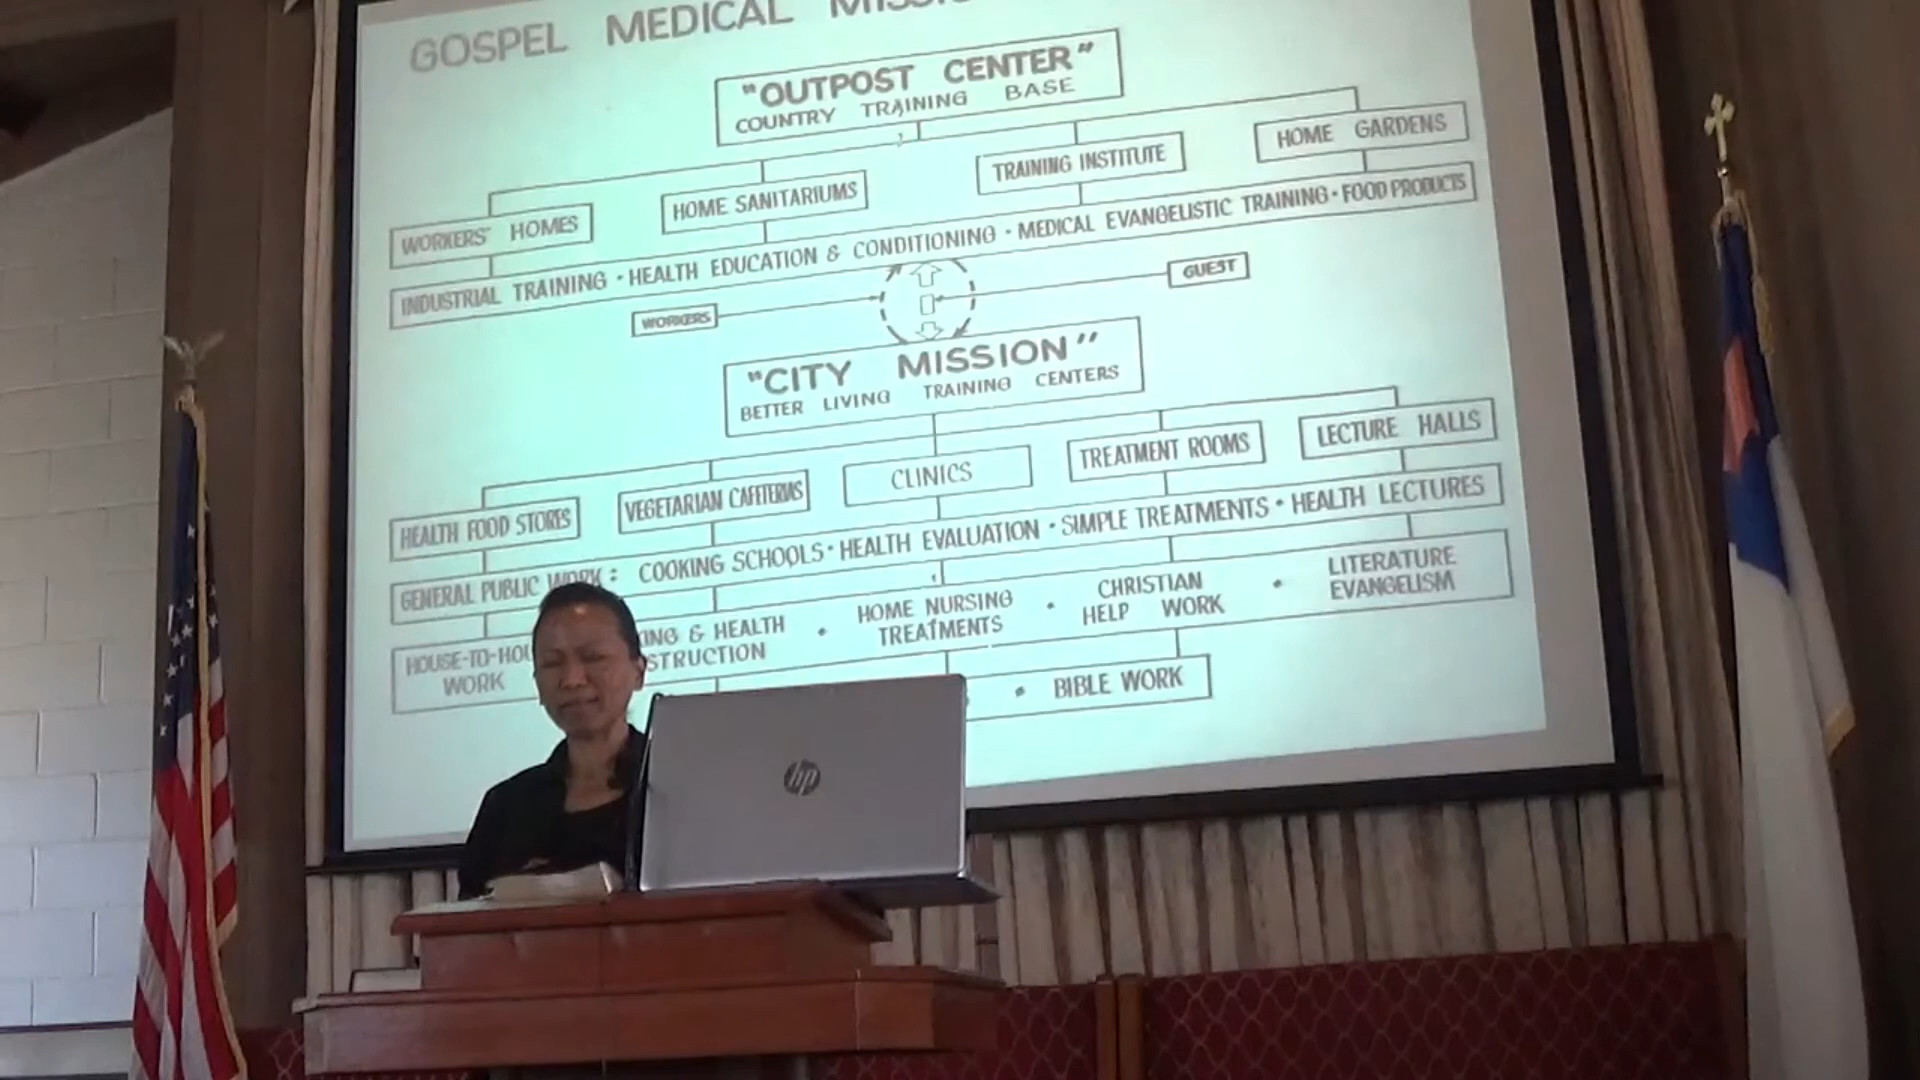 GOSPEL MEDICAL
"OUTPOST CENTER"
COUNTRY TRAINING BASE
WORKERS' HOMES
HOME SANITARIUMS
TRAINING INSTITUTE
HOME GARDENS
INDUSTRIAL TRAINING • HEALTH EDUCATION & CONDITIONING • MEDICAL EVANGELISTIC TRAINING • FOOD PRODUCTS
WORKERS
GUEST
"CITY MISSION"
BETTER LIVING TRAINING CENTERS
HEALTH FOOD STORES
VEGETARIAN CAFETERIAS
CLINICS
TREATMENT ROOMS
LECTURE HALLS
GENERAL PUBLIC WORK: COOKING SCHOOLS • HEALTH EVALUATION • SIMPLE TREATMENTS • HEALTH LECTURES
WORK
& HEALTH
•
HOME NURSING
TREATMENTS
•
CHRISTIAN
HELP WORK
•
LITERATURE
EVANGELISM
• BIBLE WORK
hp